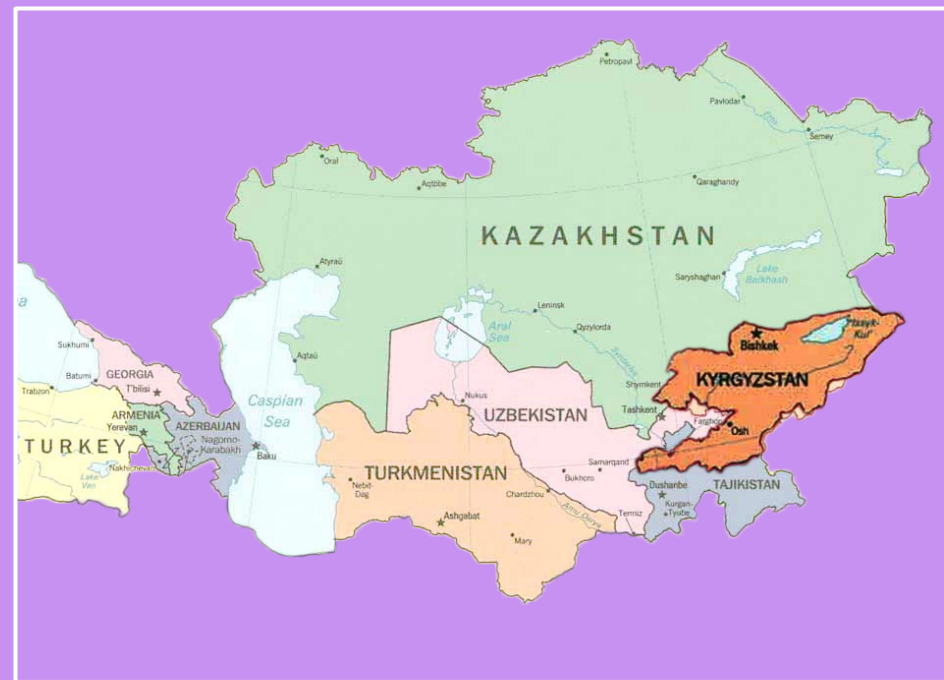 Petropavl
Pavlodar
Semey
Oral
Aqtöbe
Qaraghandy
KAZAKHSTAN
Atyraū
Saryshaghan
Lake
Balkhash
a
Leninsk
Aral
Sea
Qyzylorda
Syrdariya
Bishkek
Issyk-
Kul'
Sukhumi
GEORGIA
Batumi
T'bilisi
Trabzon
Aqtaū
Caspian
Sea
Nukus
UZBEKISTAN
Shymkent
Tashkent
KYRGYZSTAN
Farghona
Osh
ARMENIA
Yerevan
AZERBAIJAN
Nagorno-
Karabakh
TURKEY
Baku
Nakhichevan
Lake
Van
TURKMENISTAN
Nebit-
Dag
Samarqand
Bukhoro
Chardzhou
Dushanbe
TAJIKISTAN
Kurgan-
Tyube
Ashgabat
Amu Darya
Termiz
Mary